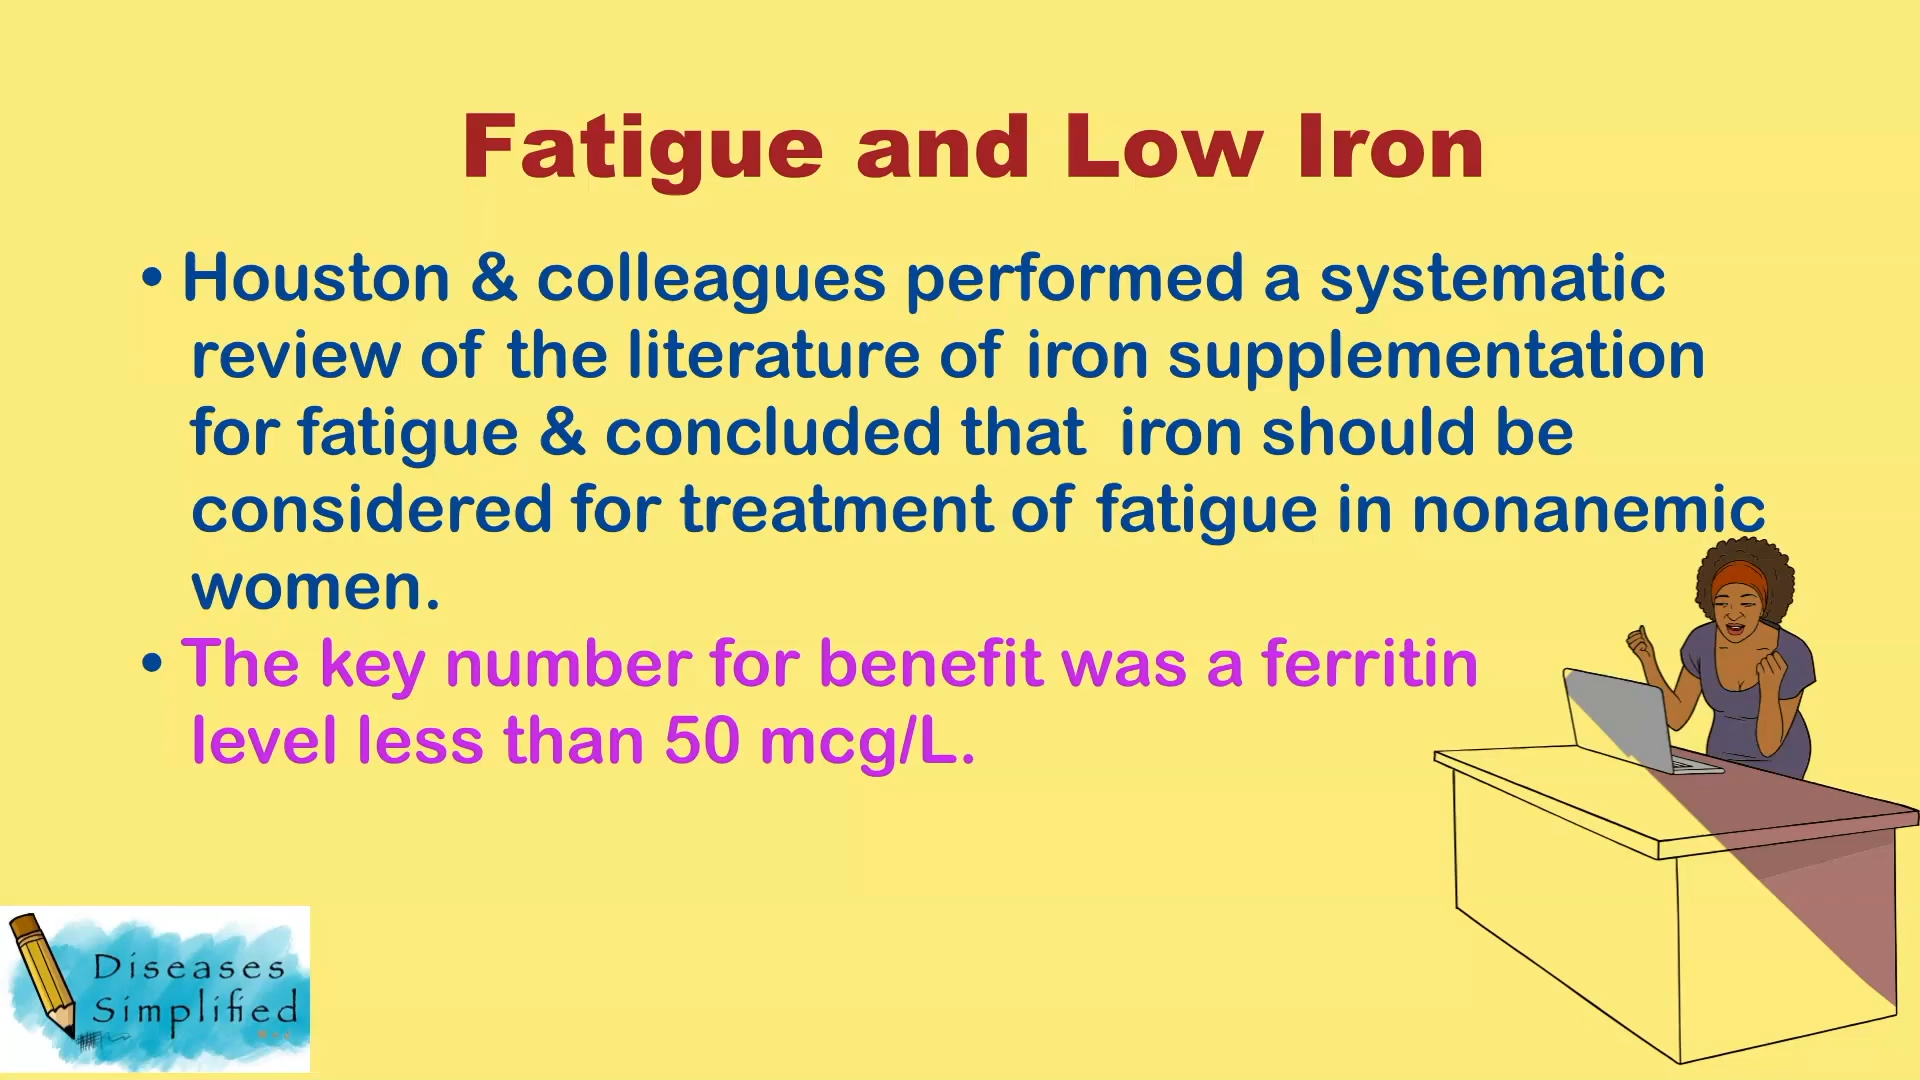 Fatigue and Low Iron
• Houston & colleagues performed a systematic
review of the literature of iron supplementation
for fatigue & concluded that iron should be
considered for treatment of fatigue in nonanemic
women.
• The key number for benefit was a ferritin
level less than 50 mcg/L.
Diseases
Simplified